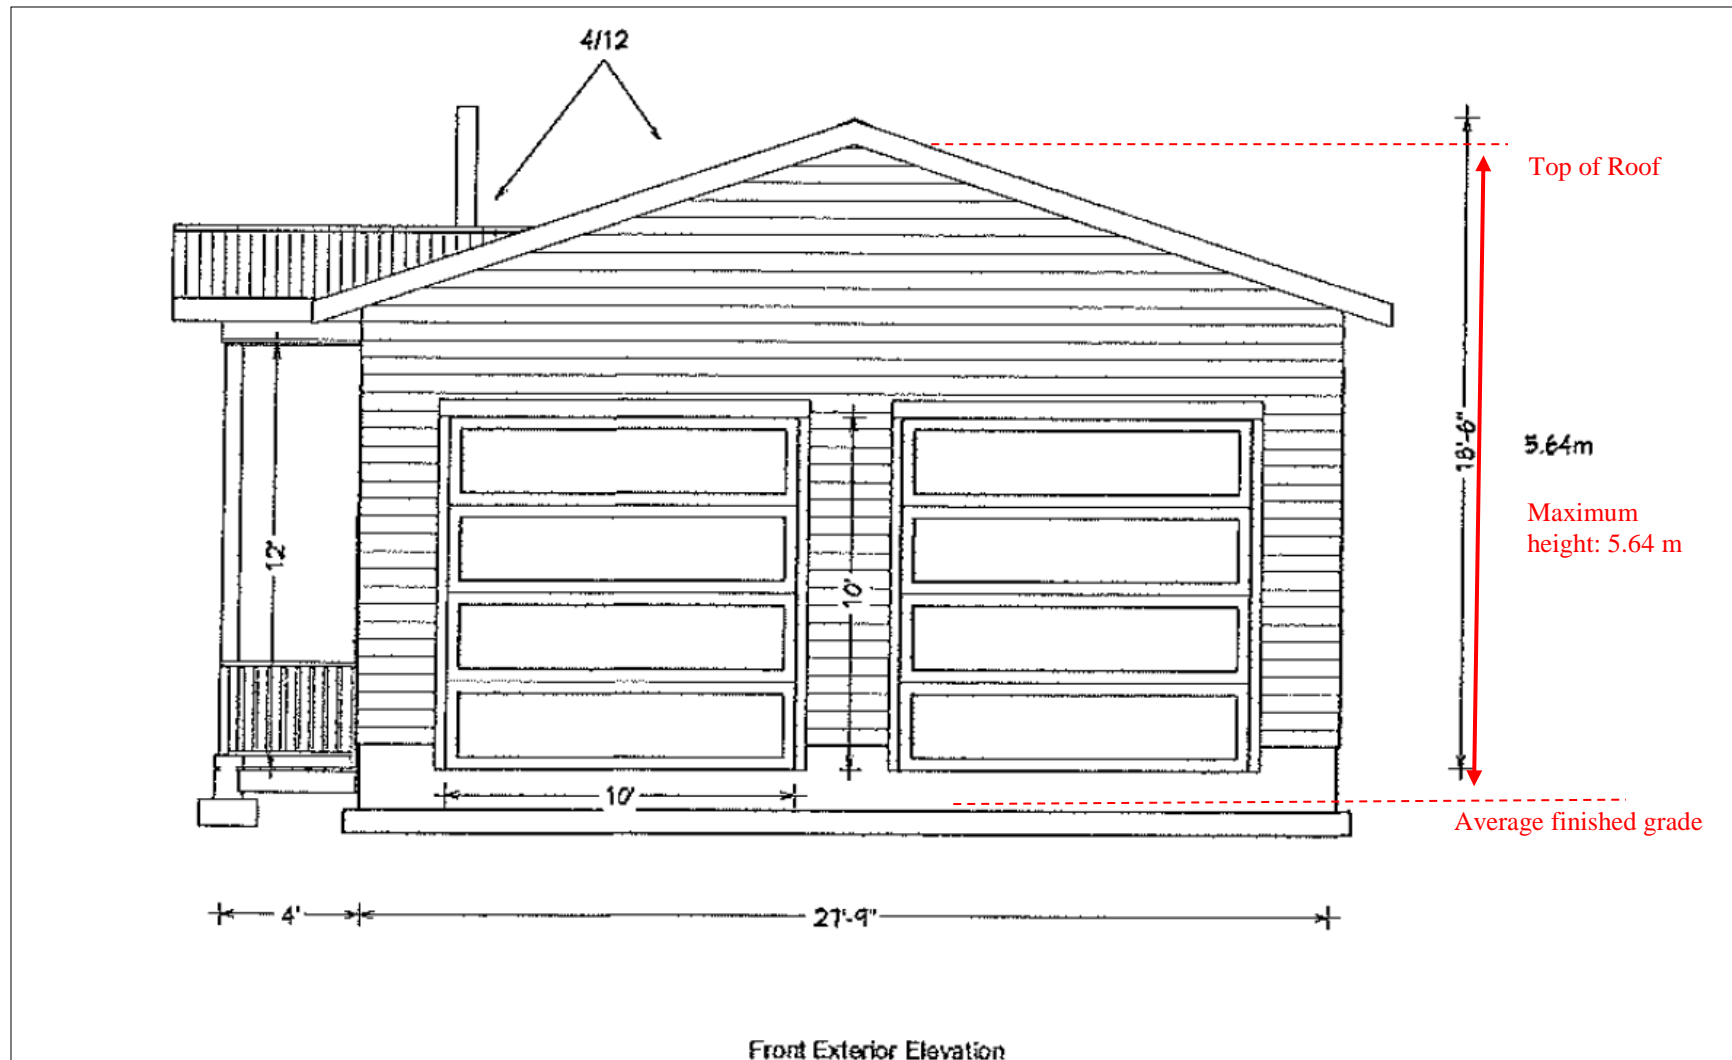 4/12
Top of Roof
18'-6"
5.64m
Maximum
height: 5.64 m
12'
10'
10'
Average finished grade
4'
27'-9"
Front Exterior Elevation